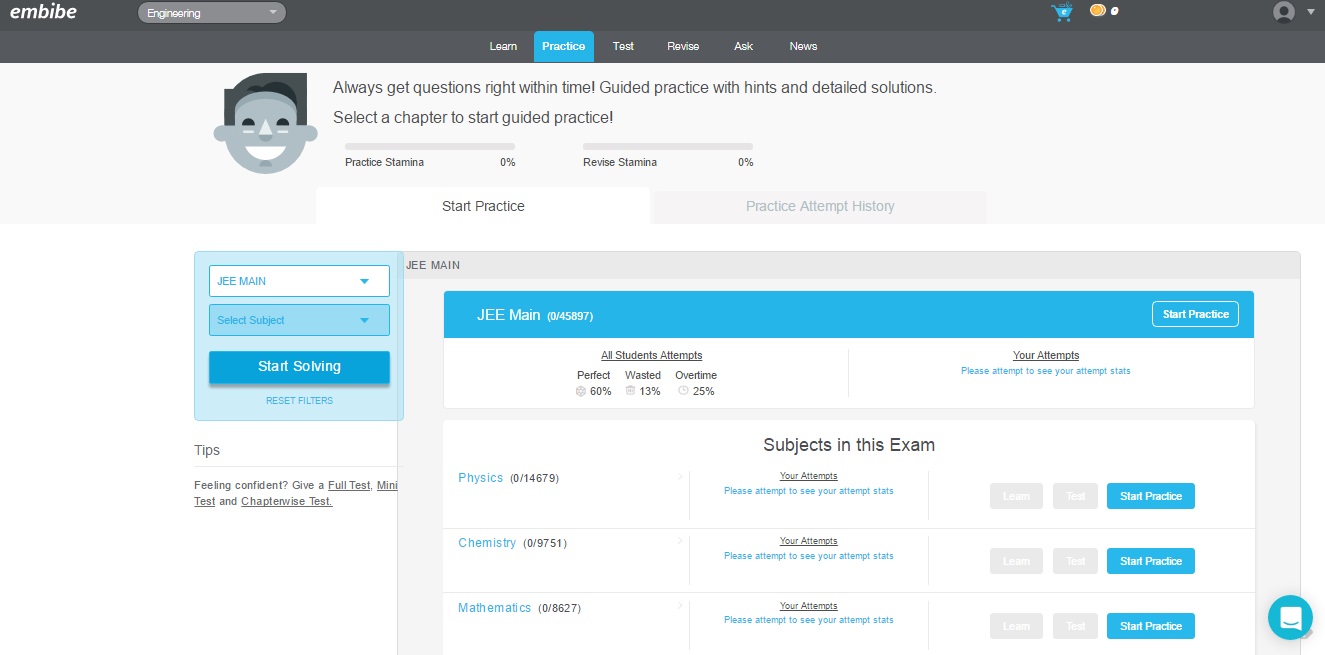 embibe
Engineering
0
Learn Practice Test Revise Ask News
Always get questions right within time! Guided practice with hints and detailed solutions.
Select a chapter to start guided practice!
Practice Stamina 0% Revise Stamina 0%
Start Practice Practice Attempt History
JEE MAIN
Select Subject
Start Solving
RESET FILTERS
Tips
Feeling confident? Give a Full Test, Mini
Test and Chapterwise Test.
JEE MAIN
JEE Main (0/45897) Start Practice
All Students Attempts
Perfect Wasted Overtime
60% 13% 25%
Your Attempts
Please attempt to see your attempt stats
Subjects in this Exam
Physics (0/14679)
Your Attempts
Please attempt to see your attempt stats
Learn Test Start Practice
Chemistry (0/9751)
Your Attempts
Please attempt to see your attempt stats
Learn Test Start Practice
Mathematics (0/8627)
Your Attempts
Please attempt to see your attempt stats
Learn Test Start Practice